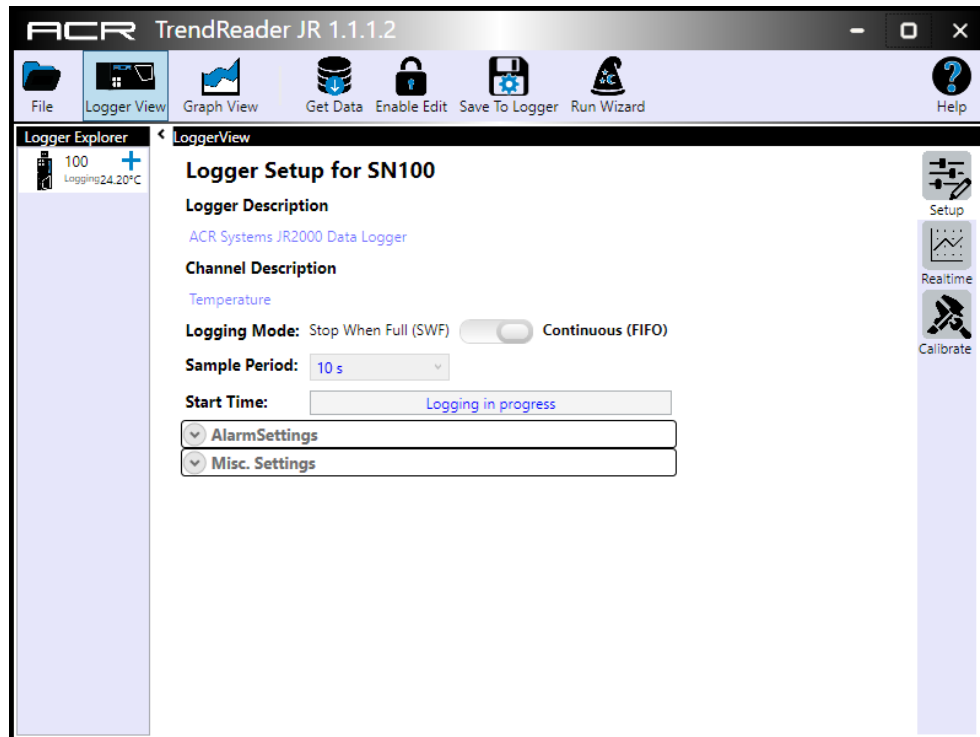 ACR TrendReader JR 1.1.1.2
File Logger View Graph View Get Data Enable Edit Save To Logger Run Wizard Help
Logger Explorer LoggerView
100
Logging 24.20°C
Logger Setup for SN100
Logger Description
ACR Systems JR2000 Data Logger
Channel Description
Temperature
Logging Mode: Stop When Full (SWF) Continuous (FIFO)
Sample Period: 10 s
Start Time: Logging in progress
AlarmSettings
Misc. Settings
Setup
Realtime
Calibrate